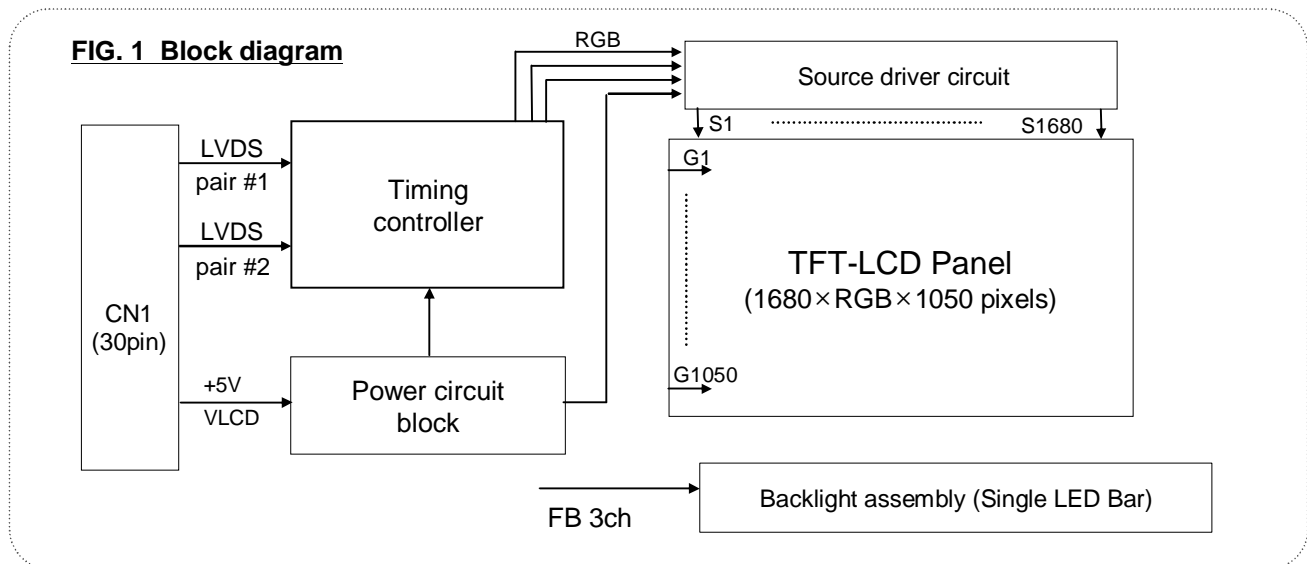 FIG. 1 Block diagram
RGB
Source driver circuit
S1
S1680
CN1
(30pin)
LVDS
pair #1
LVDS
pair #2
Timing
controller
G1
TFT-LCD Panel
(1680×RGB×1050 pixels)
G1050
+5V
VLCD
Power circuit
block
FB 3ch
Backlight assembly (Single LED Bar)